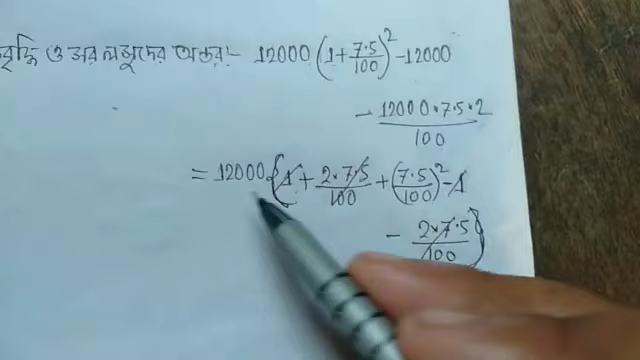 বৃদ্ধি ও সরল সুদের অন্তর:- 12000 (1+7.5/100)² -12000
- 12000×7.5×2/100
= 12000 {1 + 2×7.5/100 + (7.5/100)² -1
- 2×7.5/100}